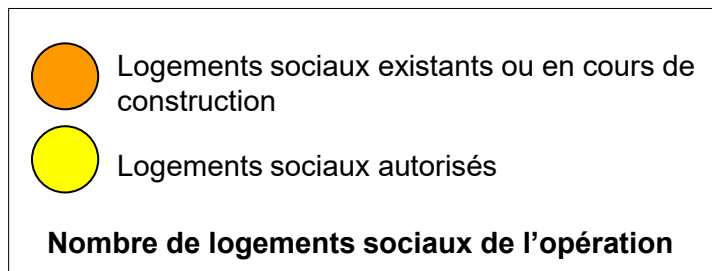 Logements sociaux existants ou en cours de
construction
Logements sociaux autorisés
Nombre de logements sociaux de l’opération